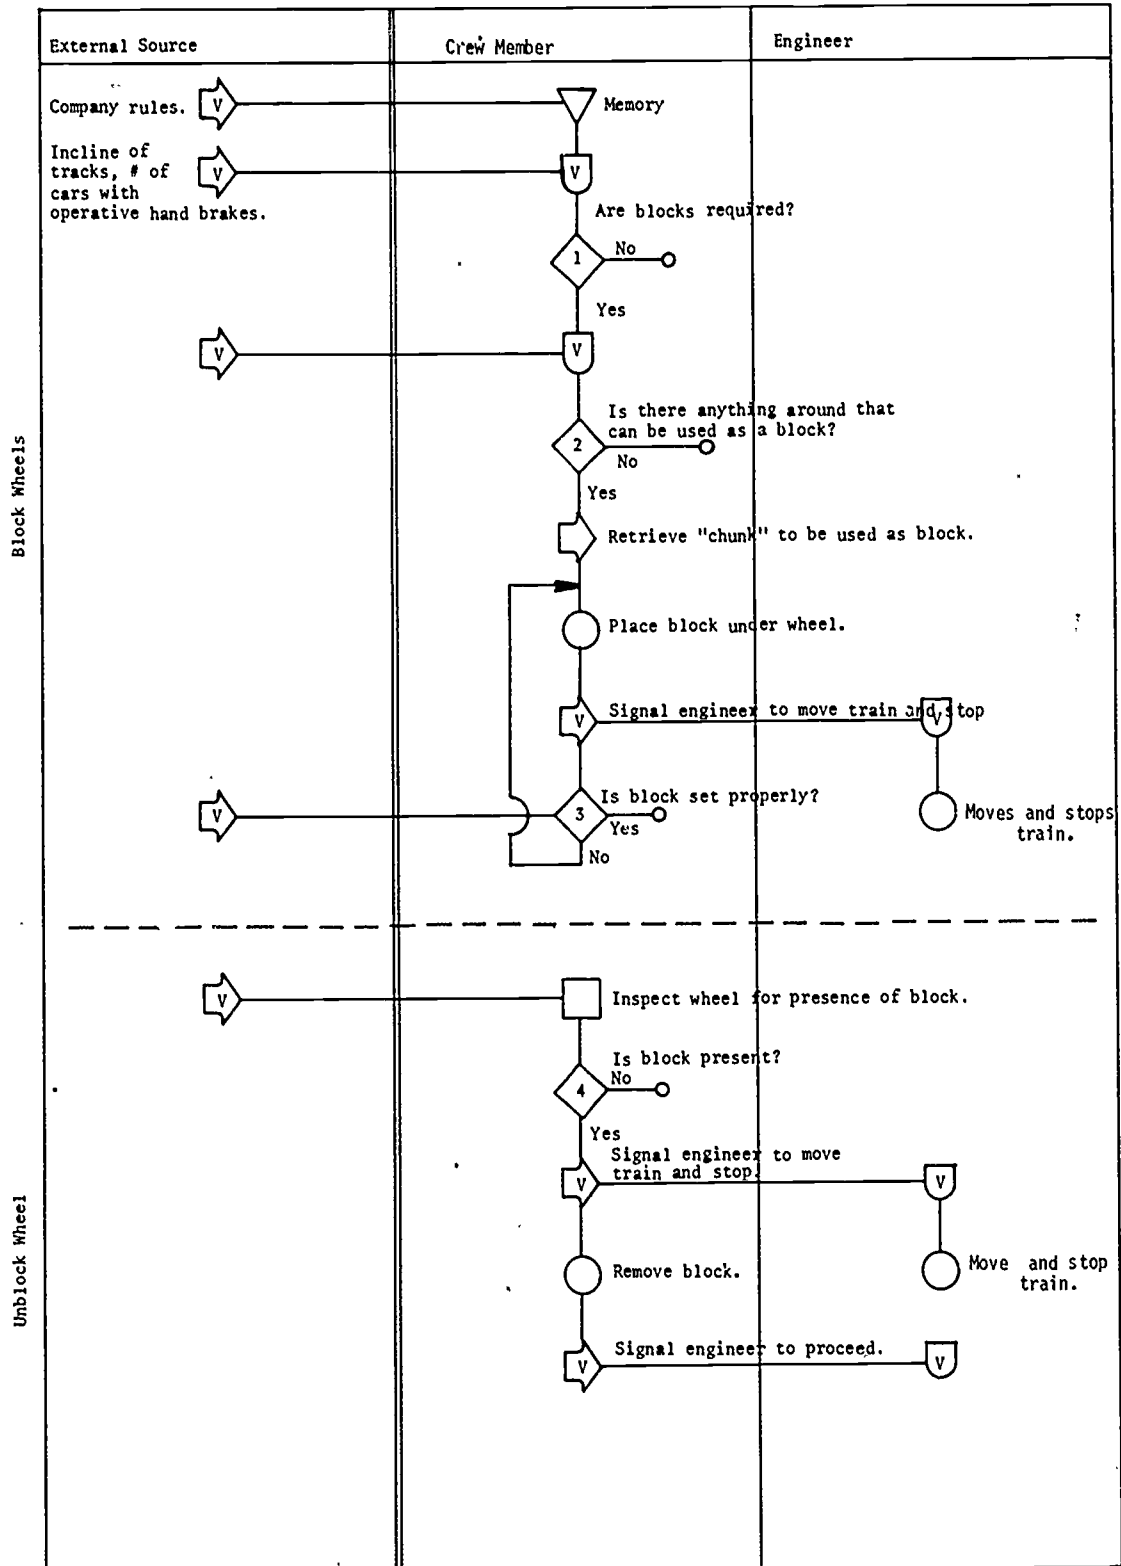 External Source
Crew Member
Engineer
Company rules.
V
Memory
Incline of
tracks, # of
cars with
operative hand brakes.
V
V
Are blocks required?
1
No
Yes
V
V
Is there anything around that
can be used as a block?
2
No
Yes
Retrieve "chunk" to be used as block.
Place block under wheel.
V
Signal engineer to move train and stop
V
Is block set properly?
V
3
Yes
No
Moves and stops
train.
Block Wheels
V
Inspect wheel for presence of block.
Is block present?
4
No
Yes
Signal engineer to move
train and stop.
V
V
Remove block.
Move and stop
train.
Signal engineer to proceed.
V
V
Unblock Wheel